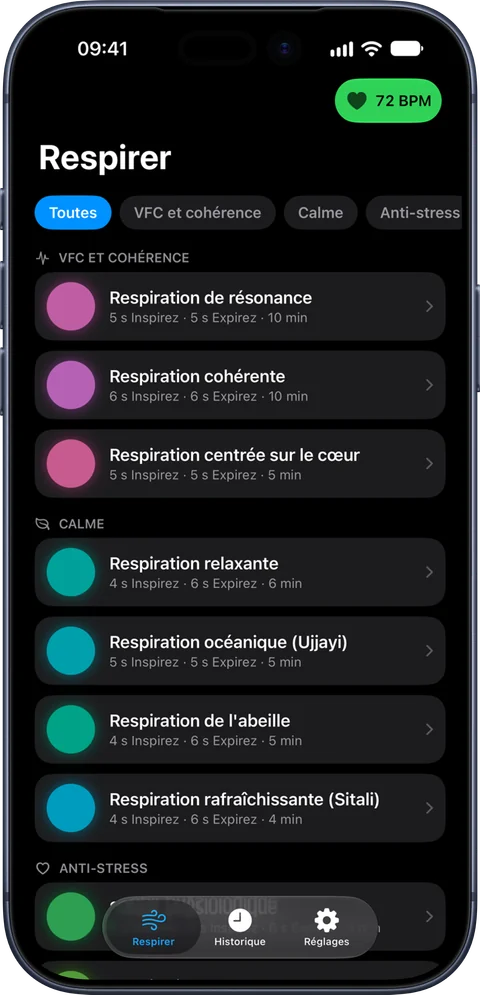 09:41
72 BPM
Respirer
Toutes
VFC et cohérence
Calme
Anti-stress
VFC ET COHÉRENCE
Respiration de résonance
5 s Inspirez · 5 s Expirez · 10 min
Respiration cohérente
6 s Inspirez · 6 s Expirez · 10 min
Respiration centrée sur le cœur
5 s Inspirez · 5 s Expirez · 5 min
CALME
Respiration relaxante
4 s Inspirez · 6 s Expirez · 6 min
Respiration océanique (Ujjayi)
5 s Inspirez · 5 s Expirez · 5 min
Respiration de l'abeille
4 s Inspirez · 6 s Expirez · 5 min
Respiration rafraîchissante (Sitali)
4 s Inspirez · 6 s Expirez · 4 min
ANTI-STRESS
Respirer
Historique
Réglages